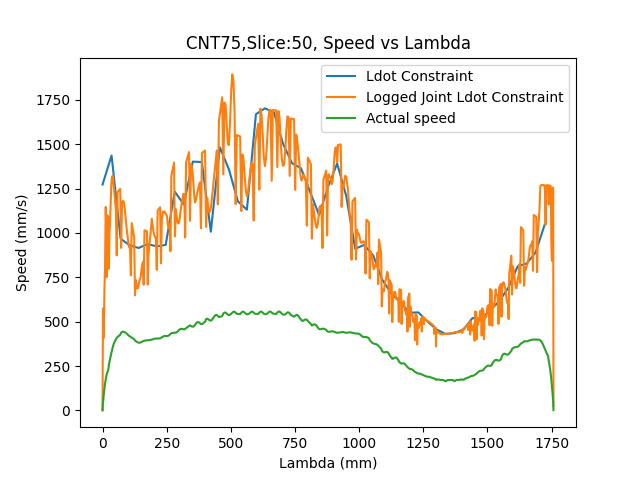 CNT75,Slice:50, Speed vs Lambda
Ldot Constraint
Logged Joint Ldot Constraint
Actual speed
Speed (mm/s)
1750
1500
1250
1000
750
500
250
0
0 250 500 750 1000 1250 1500 1750
Lambda (mm)